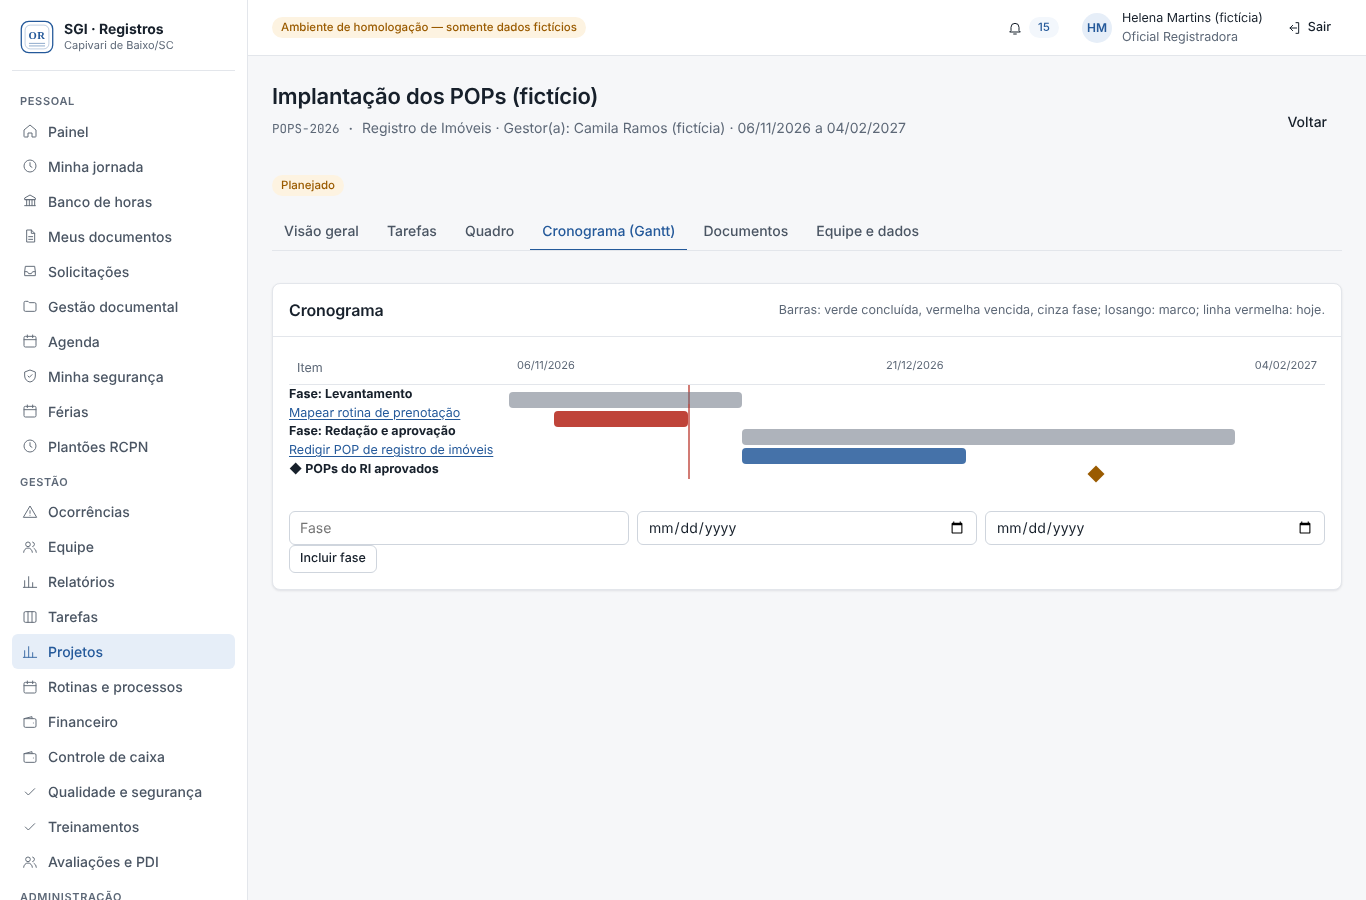 OR
SGI · Registros
Capivari de Baixo/SC
PESSOAL
Painel
Minha jornada
Banco de horas
Meus documentos
Solicitações
Gestão documental
Agenda
Minha segurança
Férias
Plantões RCPN
GESTÃO
Ocorrências
Equipe
Relatórios
Tarefas
Projetos
Rotinas e processos
Financeiro
Controle de caixa
Qualidade e segurança
Treinamentos
Avaliações e PDI
ADMINISTRAÇÃO
Ambiente de homologação — somente dados fictícios
15
HM
Helena Martins (fictícia)
Oficial Registradora
Sair
Implantação dos POPs (fictício)
POPS-2026 · Registro de Imóveis · Gestor(a): Camila Ramos (fictícia) · 06/11/2026 a 04/02/2027
Voltar
Planejado
Visão geral Tarefas Quadro Cronograma (Gantt) Documentos Equipe e dados
Cronograma
Barras: verde concluída, vermelha vencida, cinza fase; losango: marco; linha vermelha: hoje.
Item 06/11/2026 21/12/2026 04/02/2027
Fase: Levantamento
Mapear rotina de prenotação
Fase: Redação e aprovação
Redigir POP de registro de imóveis
◆ POPs do RI aprovados
Fase mm/dd/yyyy mm/dd/yyyy
Incluir fase